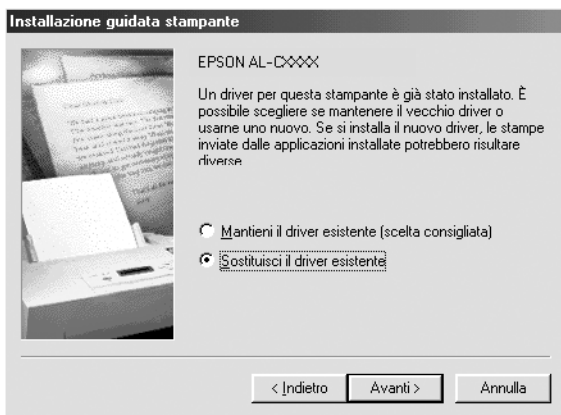 Installazione guidata stampante
EPSON AL-CXXXX
Un driver per questa stampante è già stato installato. È
possibile scegliere se mantenere il vecchio driver o
usarne uno nuovo. Se si installa il nuovo driver, le stampe
inviate dalle applicazioni installate potrebbero risultare
diverse.
Mantieni il driver esistente (scelta consigliata)
Sostituisci il driver esistente
< Indietro
Avanti >
Annulla